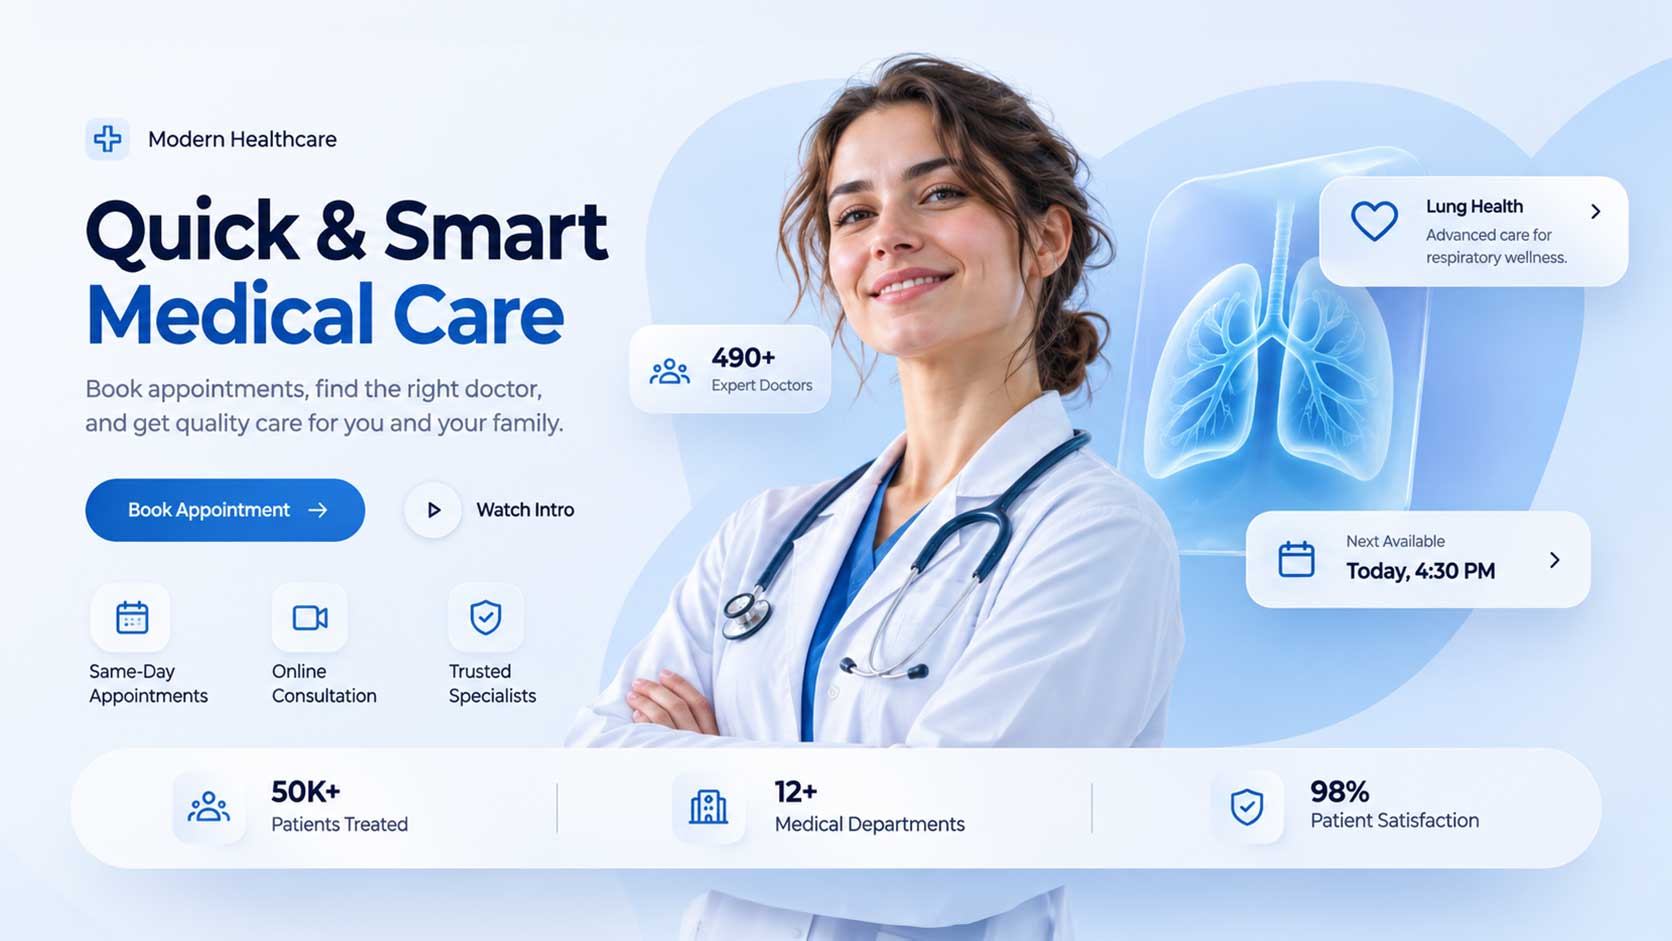 Modern Healthcare
Quick & Smart
Medical Care
Book appointments, find the right doctor,
and get quality care for you and your family.
Book Appointment
Watch Intro
Same-Day
Appointments
Online
Consultation
Trusted
Specialists
490+
Expert Doctors
Lung Health
Advanced care for
respiratory wellness.
Next Available
Today, 4:30 PM
50K+
Patients Treated
12+
Medical Departments
98%
Patient Satisfaction